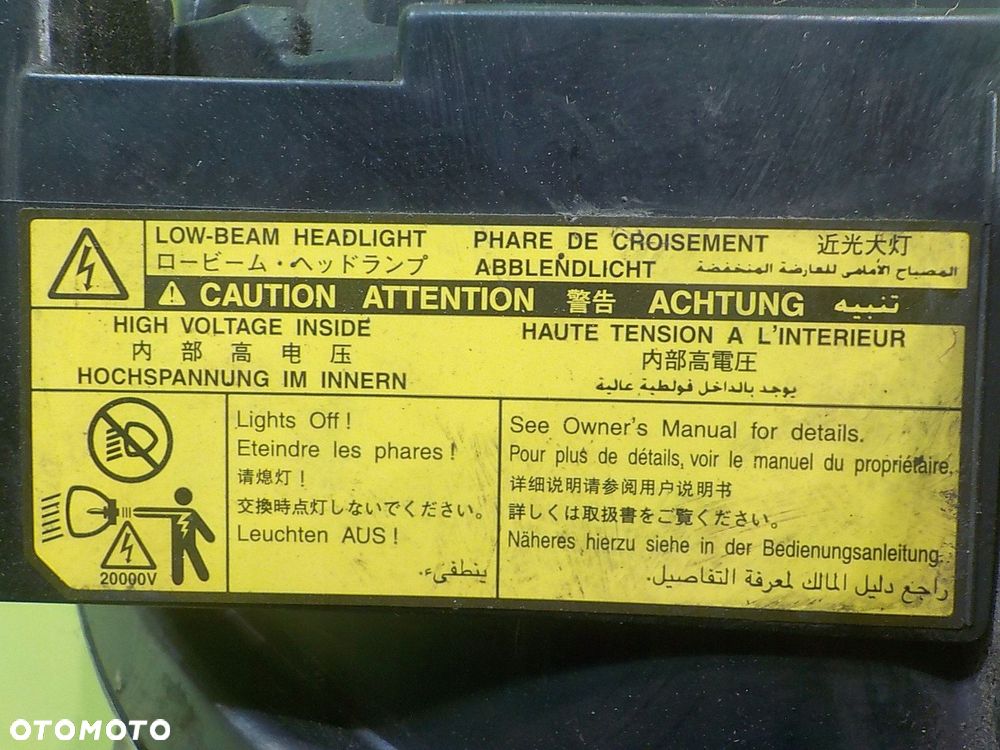 LOW-BEAM HEADLIGHT PHARE DE CROISEMENT 近光大灯
ロービーム・ヘッドランプ ABBLENDLICHT المصباح الأمامى للعارضة المنخفضة
CAUTION ATTENTION 警告 ACHTUNG تنبيه
HIGH VOLTAGE INSIDE
内部高电压
HOCHSPANNUNG IM INNERN
HAUTE TENSION A L'INTERIEUR
内部高電圧
يوجد بالداخل فولطية عالية
Lights Off !
Eteindre les phares !
请熄灯！
交換時点灯しないでください。
Leuchten AUS !
ينطفيء.
20000V
See Owner's Manual for details.
Pour plus de détails, voir le manuel du propriétaire.
详细说明请参阅用户说明书
詳しくは取扱書をご覧ください。
Näheres hierzu siehe in der Bedienungsanleitung.
راجع دليل المالك لمعرفة التفاصيل.
OTOMOTO